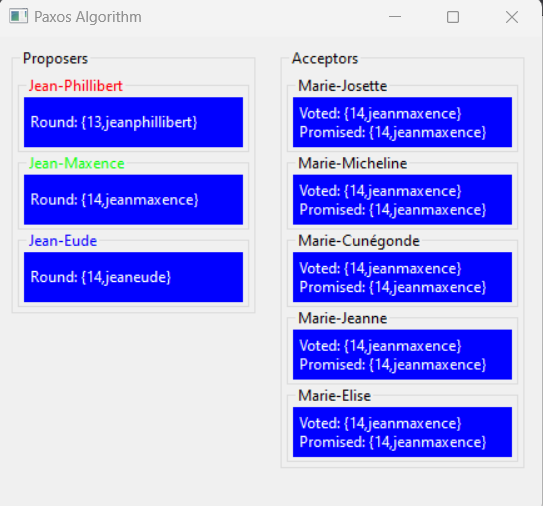 Paxos Algorithm
Proposers
Jean-Phillibert
Round: {13,jeanphillibert}
Jean-Maxence
Round: {14,jeanmaxence}
Jean-Eude
Round: {14,jeaneude}
Acceptors
Marie-Josette
Voted: {14,jeanmaxence}
Promised: {14,jeanmaxence}
Marie-Micheline
Voted: {14,jeanmaxence}
Promised: {14,jeanmaxence}
Marie-Cunégonde
Voted: {14,jeanmaxence}
Promised: {14,jeanmaxence}
Marie-Jeanne
Voted: {14,jeanmaxence}
Promised: {14,jeanmaxence}
Marie-Elise
Voted: {14,jeanmaxence}
Promised: {14,jeanmaxence}